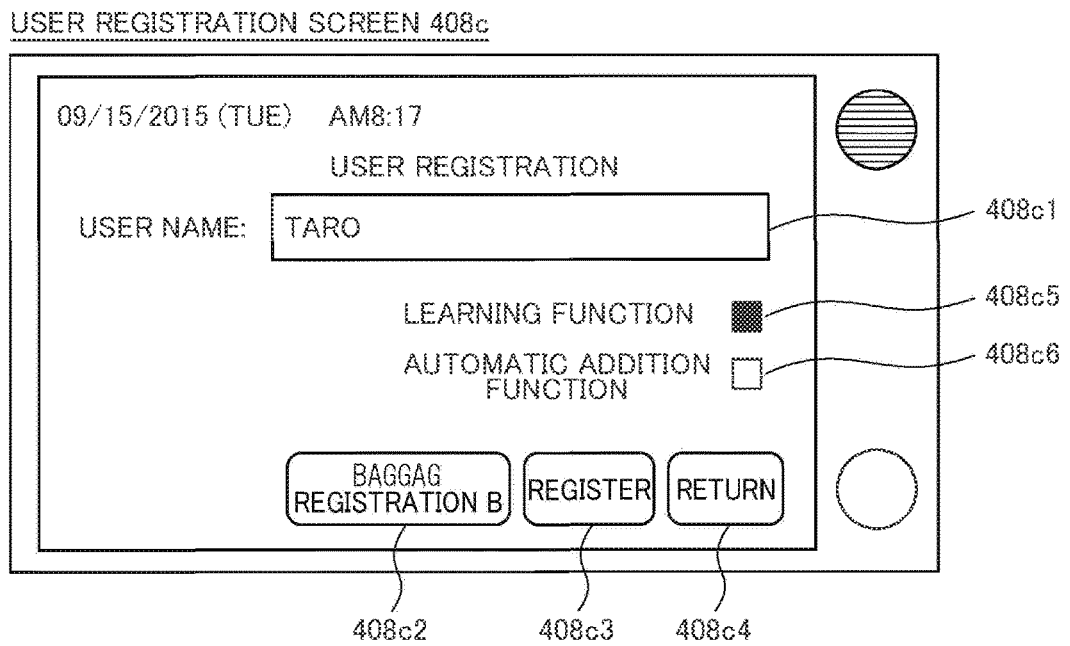 USER REGISTRATION SCREEN 408c
09/15/2015 (TUE) AM8:17
USER REGISTRATION
USER NAME: TARO
408c1
LEARNING FUNCTION
408c5
AUTOMATIC ADDITION
FUNCTION
408c6
BAGGAG
REGISTRATION B
REGISTER
RETURN
408c2
408c3
408c4